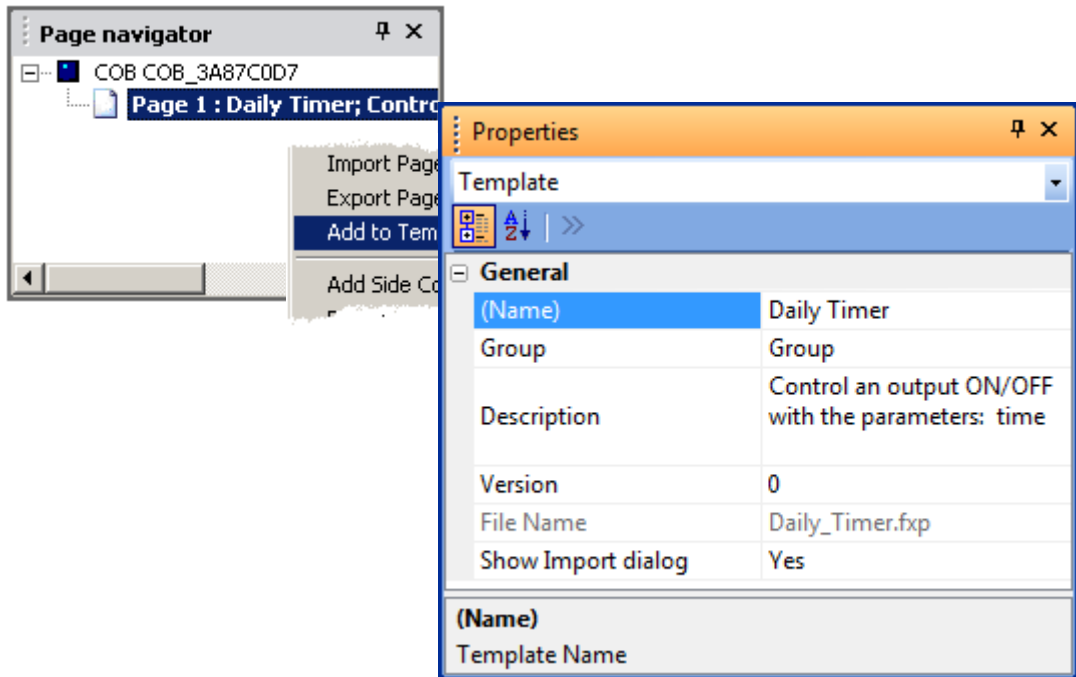 Page navigator
COB COB_3A87C0D7
Page 1 : Daily Timer; Contro
Import Page
Export Page
Add to Tem
Add Side Co
Properties
Template
General
(Name) Daily Timer
Group Group
Description Control an output ON/OFF
with the parameters: time
Version 0
File Name Daily_Timer.fxp
Show Import dialog Yes
(Name)
Template Name